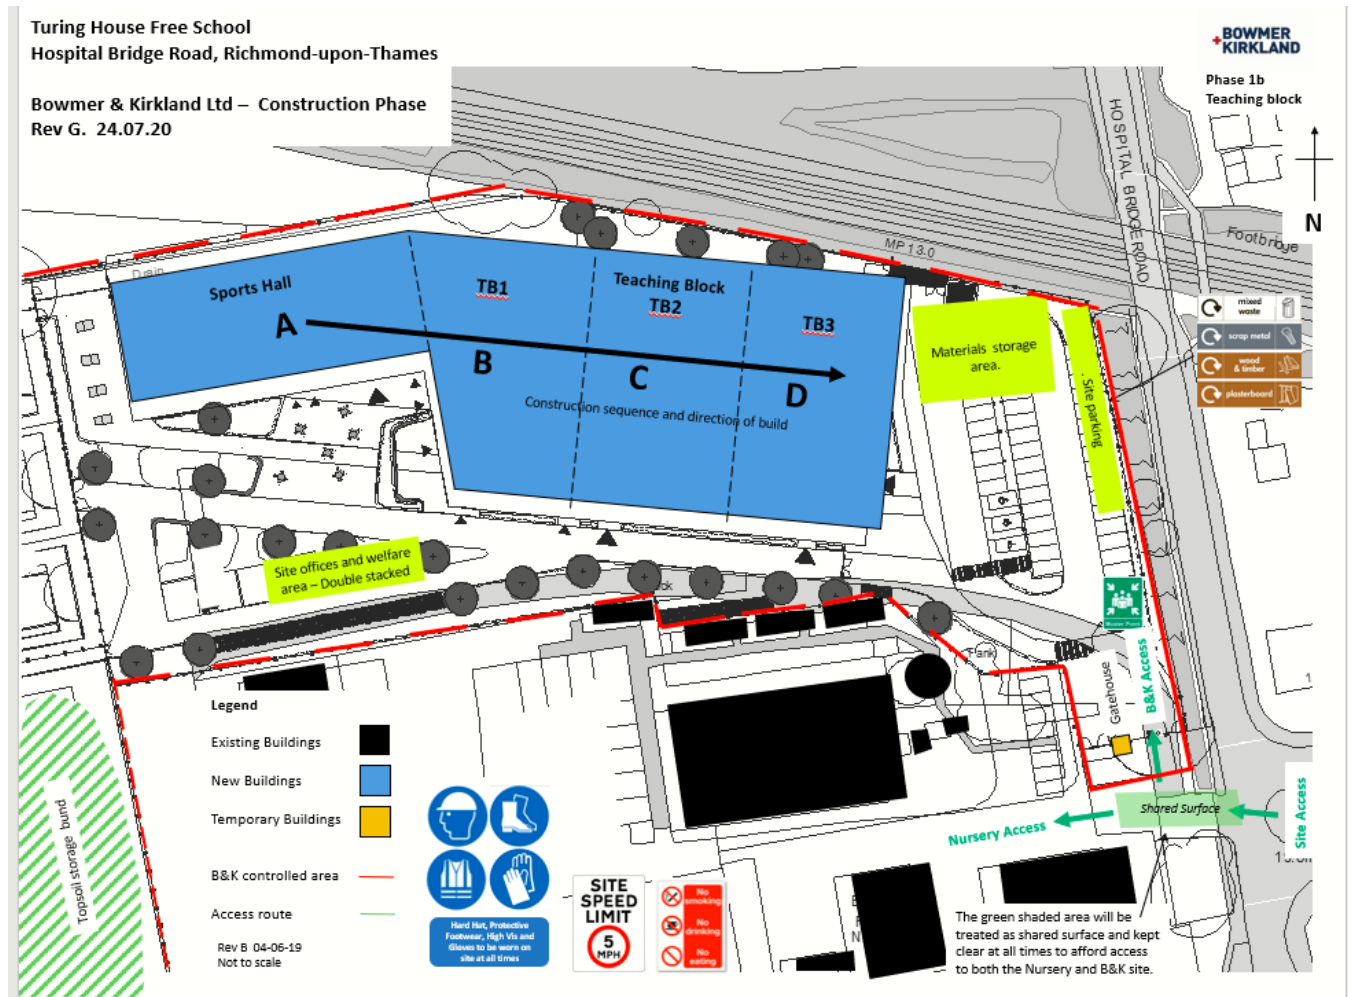 Turing House Free School
Hospital Bridge Road, Richmond-upon-Thames
Bowmer & Kirkland Ltd – Construction Phase
Rev G. 24.07.20
BOWMER
KIRKLAND
Phase 1b
Teaching block
N
HOSPITAL BRIDGE ROAD
Footbridge
MP 13.0
Drain
Sports Hall
TB1
Teaching Block
TB2
TB3
A
B
C
D
Construction sequence and direction of build
Materials storage
area.
. Site parking
mixed
waste
scrap metal
wood
& timber
plasterboard
Site offices and welfare
area – Double stacked
Muster Point
B&K Access
Gatehouse
Tank
Shared Surface
Site Access
Nursery Access
Topsoil storage bund
Legend
Existing Buildings
New Buildings
Temporary Buildings
B&K controlled area
Access route
Rev B 04-06-19
Not to scale
Hard Hat, Protective
Footwear, High Vis and
Gloves to be worn on
site at all times
SITE
SPEED
LIMIT
5
MPH
No
smoking
No
drinking
No
eating
The green shaded area will be
treated as shared surface and kept
clear at all times to afford access
to both the Nursery and B&K site.